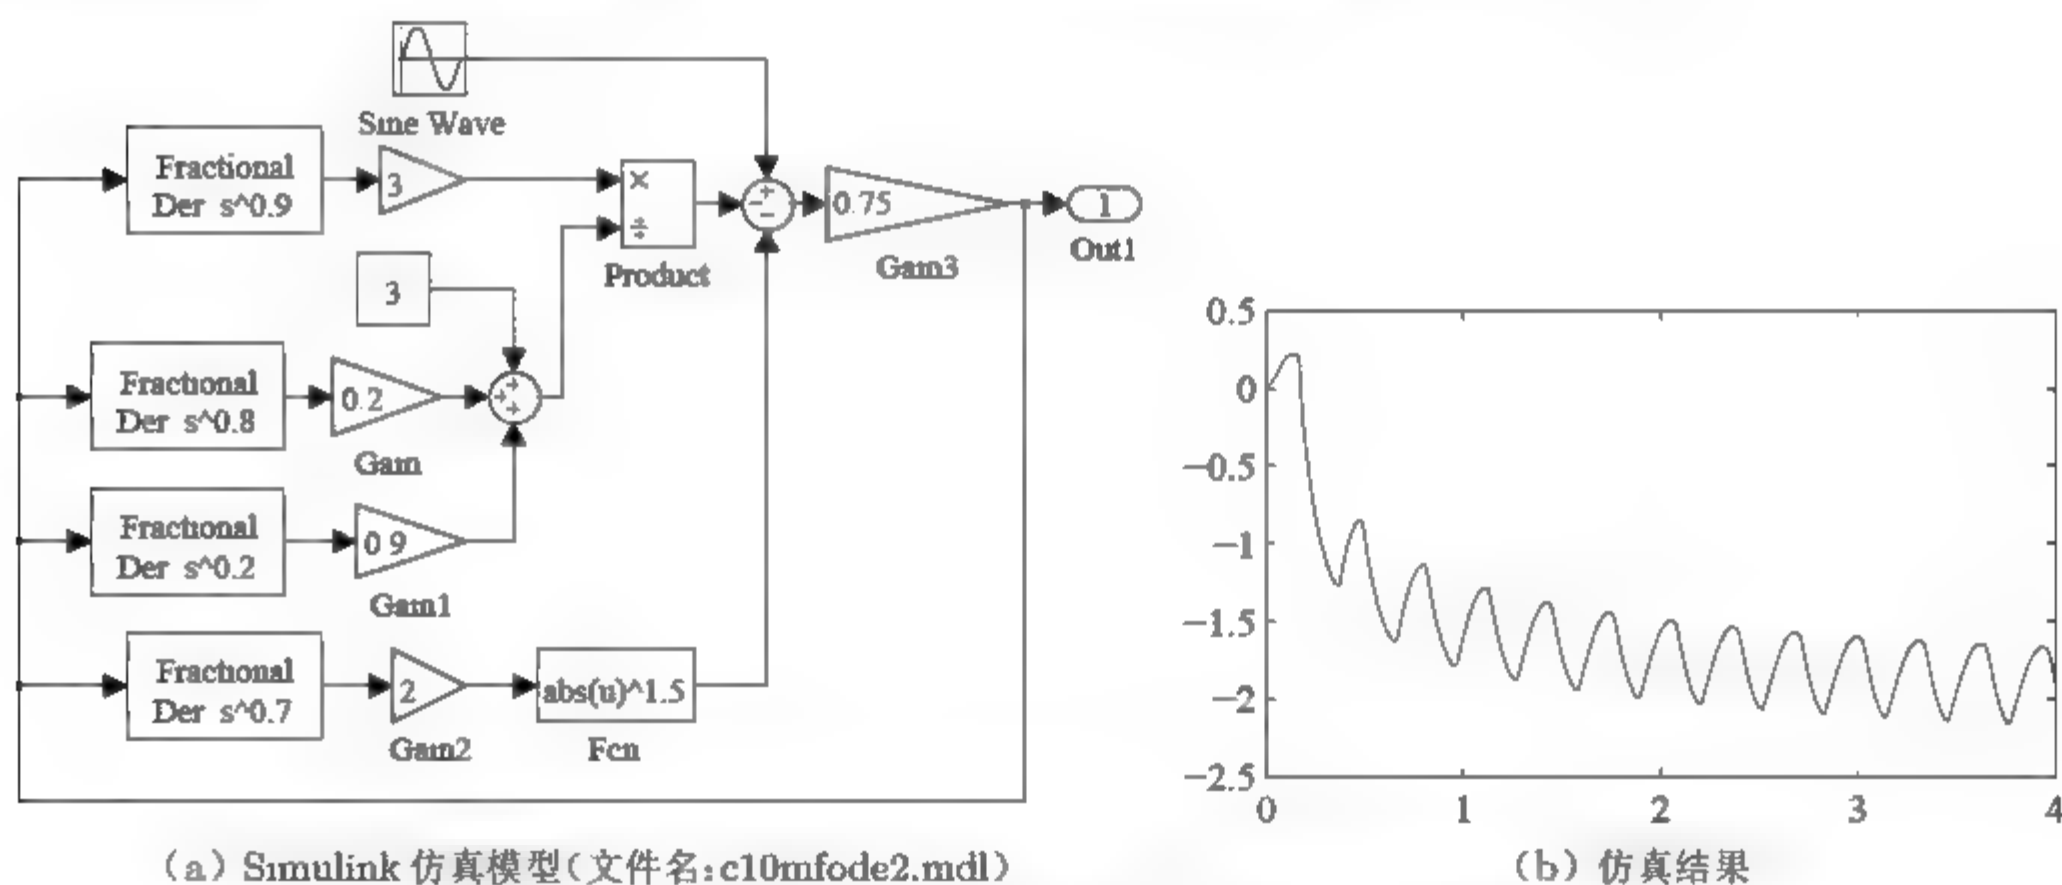 Sine Wave
Fractional
Der s^0.9
3
×
÷
Product
+
−
−
0.75
Gain3
1
Out1
3
Fractional
Der s^0.8
0.2
Gain
+
+
+
Fractional
Der s^0.2
0.9
Gain1
Fractional
Der s^0.7
2
Gain2
abs(u)^1.5
Fcn
0.5
0
−0.5
−1
−1.5
−2
−2.5
0 1 2 3 4
(a) Simulink 仿真模型(文件名:c10mfode2.mdl)
(b) 仿真结果